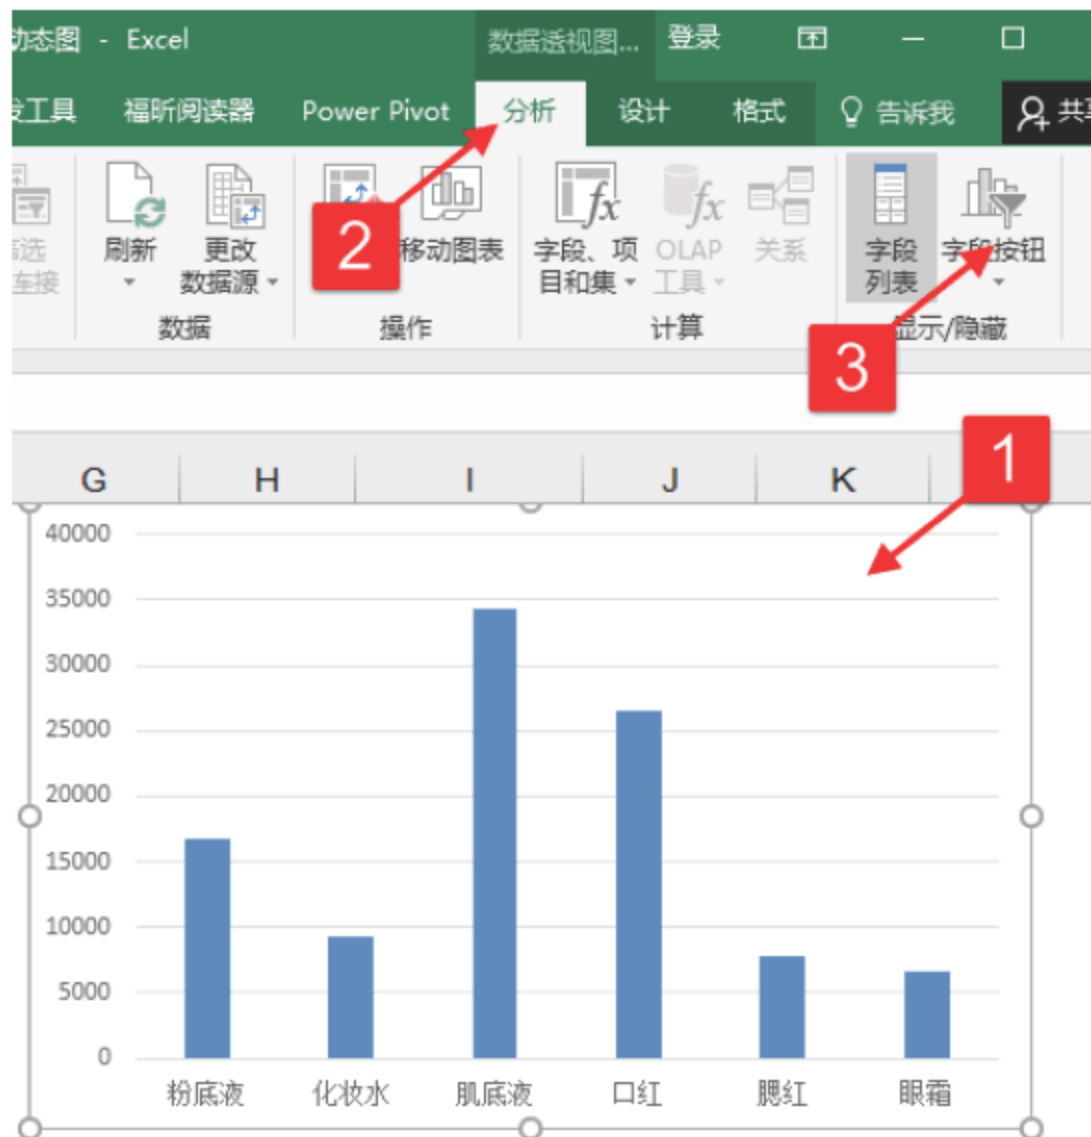 动态图 - Excel
数据透视图... 登录
发工具 福昕阅读器 Power Pivot 分析 设计 格式 告诉我 共享
筛选
连接
刷新
更改
数据源
移动图表
字段、项
目和集
OLAP
工具
关系
字段
列表
字段按钮
数据 操作 计算 显示/隐藏
2
3
1
G H I J K
40000
35000
30000
25000
20000
15000
10000
5000
0
粉底液 化妆水 肌底液 口红 腮红 眼霜